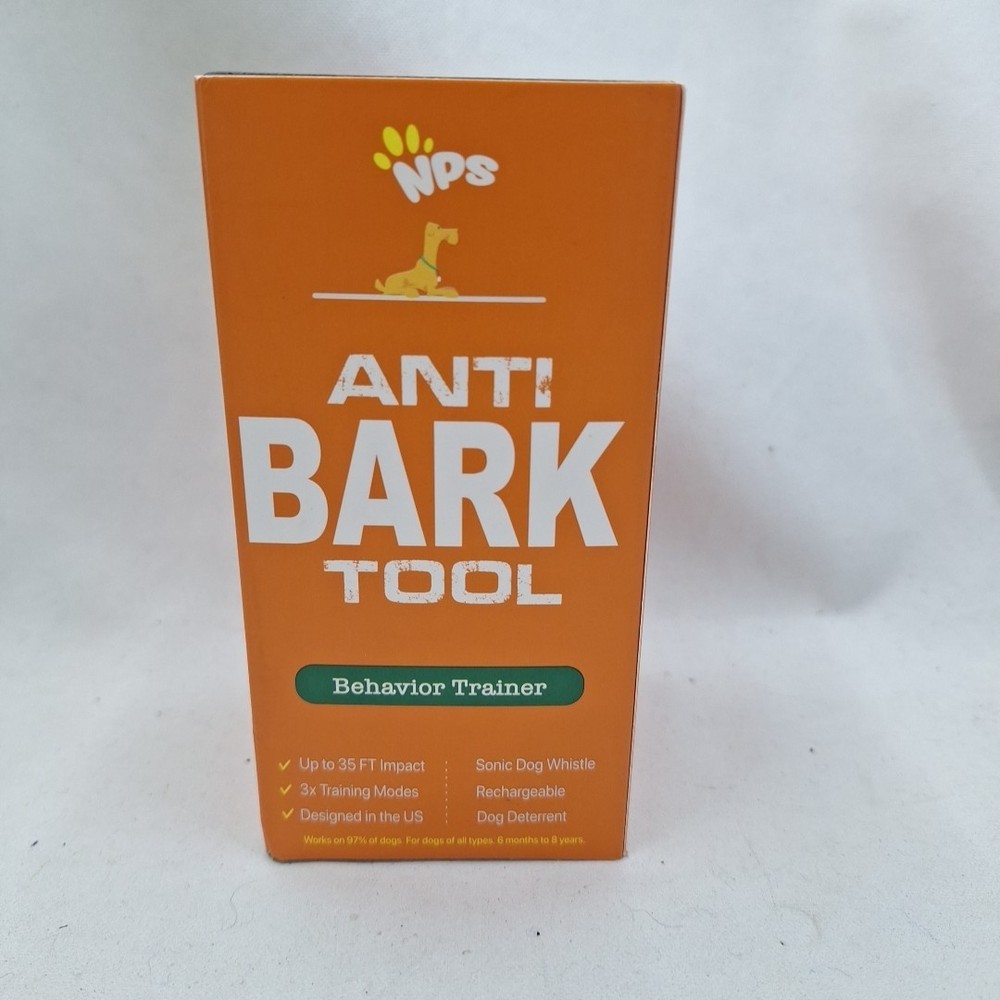 NPS
ANTI
BARK
TOOL
Behavior Trainer
Up to 35 FT Impact
3x Training Modes
Designed in the US
Sonic Dog Whistle
Rechargeable
Dog Deterrent
Works on 97% of dogs. For dogs of all types. 6 months to 8 years.